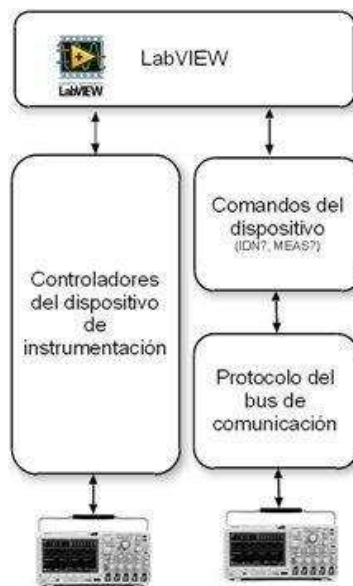 LabVIEW
LabVIEW
Controladores
del dispositivo
de
instrumentación
Comandos del
dispositivo
(IDN?, MEAS?)
Protocolo del
bus de
comunicación